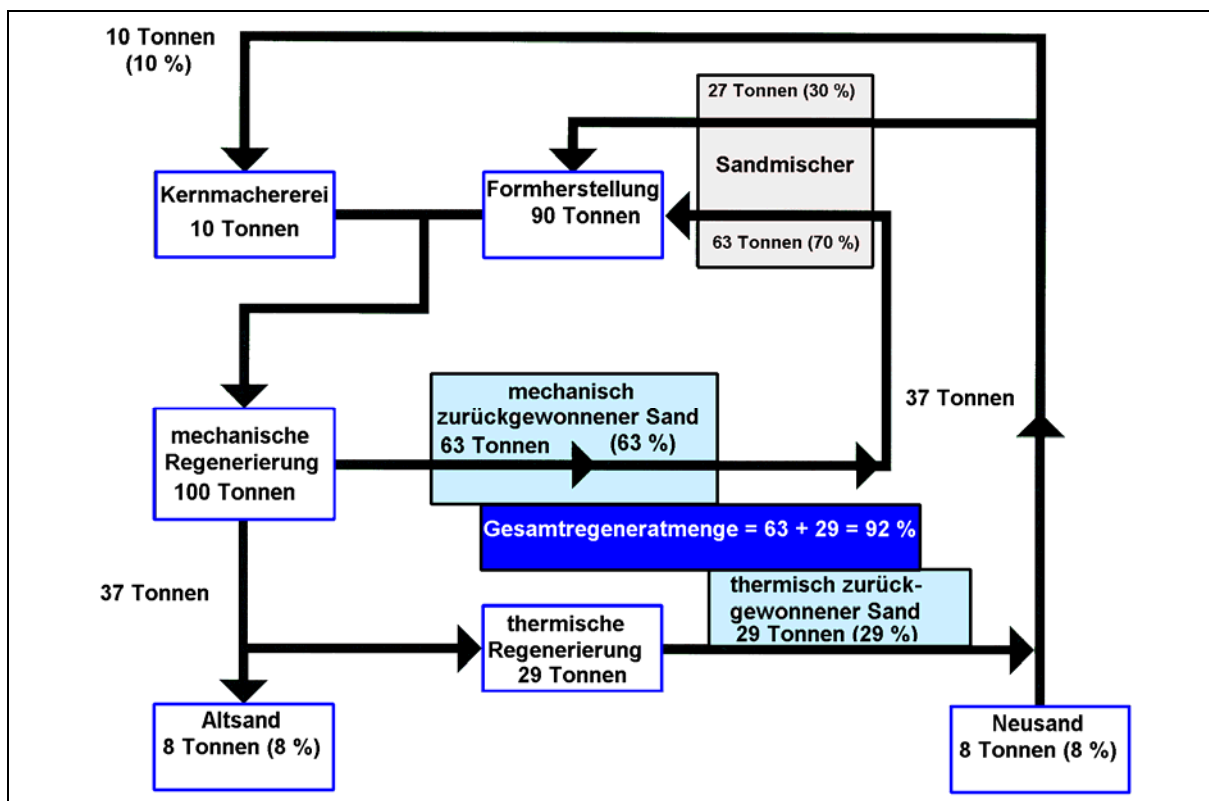 10 Tonnen
(10 %)
27 Tonnen (30 %)
Sandmischer
Kernmachererei
10 Tonnen
Formherstellung
90 Tonnen
63 Tonnen (70 %)
mechanisch
zurückgewonnener Sand
63 Tonnen (63 %)
37 Tonnen
mechanische
Regenerierung
100 Tonnen
Gesamtregeneratmenge = 63 + 29 = 92 %
37 Tonnen
thermisch zurück-
gewonnener Sand
29 Tonnen (29 %)
thermische
Regenerierung
29 Tonnen
Altsand
8 Tonnen (8 %)
Neusand
8 Tonnen (8 %)